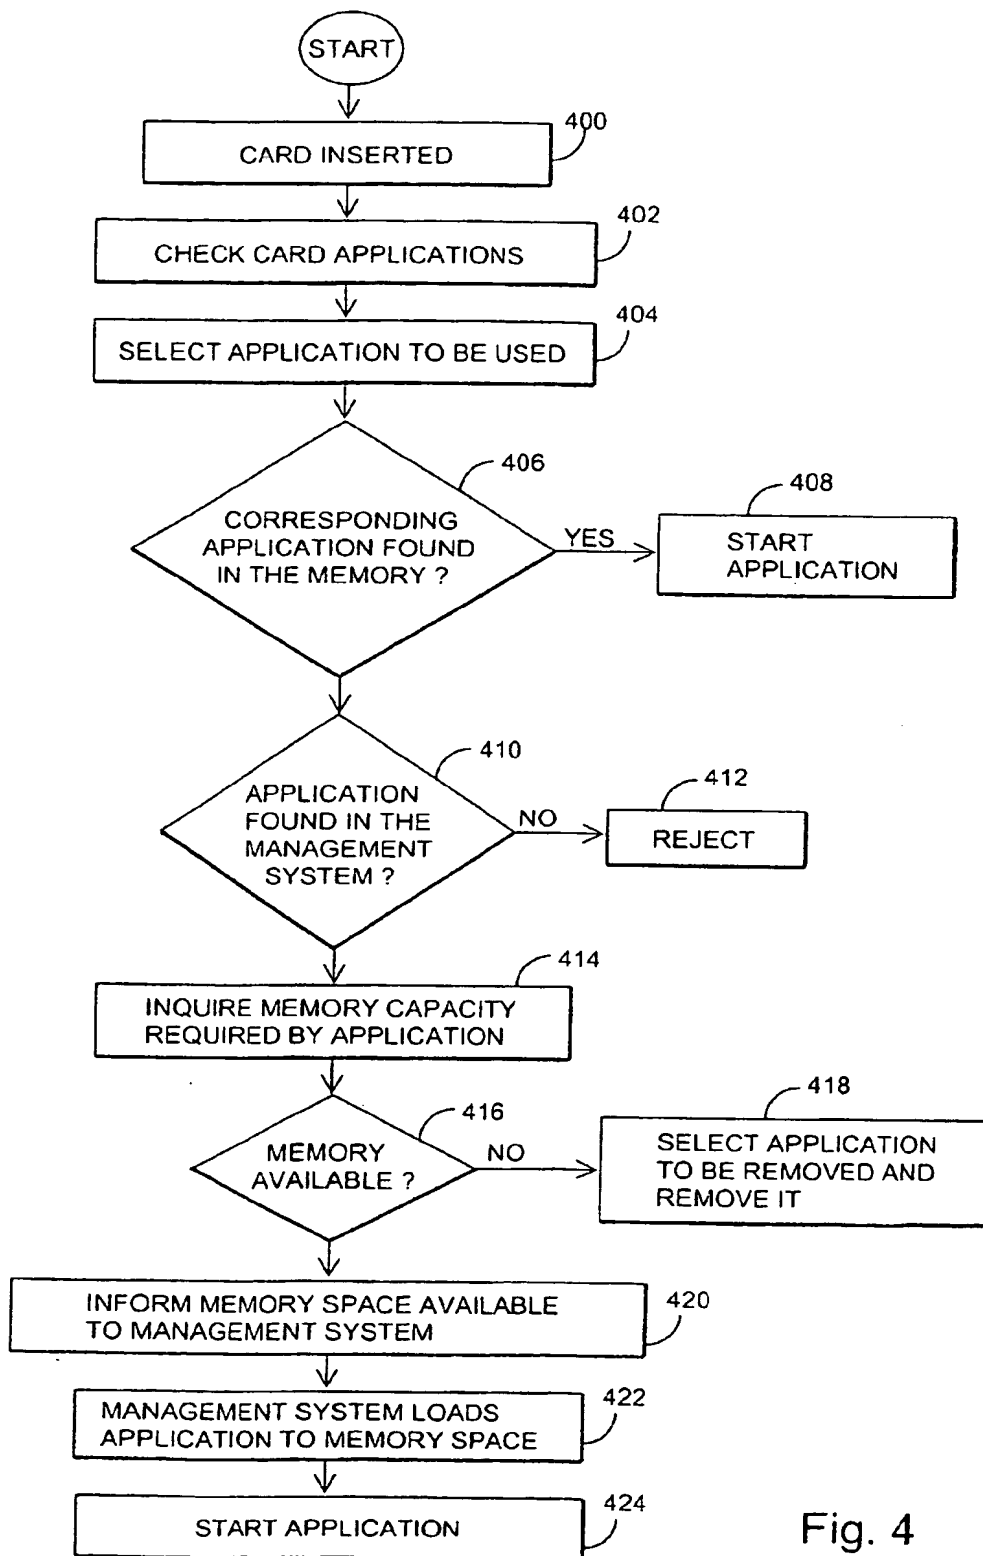 START
400
CARD INSERTED
402
CHECK CARD APPLICATIONS
404
SELECT APPLICATION TO BE USED
406
CORRESPONDING
APPLICATION FOUND
IN THE MEMORY ?
YES
408
START
APPLICATION
410
APPLICATION
FOUND IN THE
MANAGEMENT
SYSTEM ?
NO
412
REJECT
414
INQUIRE MEMORY CAPACITY
REQUIRED BY APPLICATION
416
MEMORY
AVAILABLE ?
NO
418
SELECT APPLICATION
TO BE REMOVED AND
REMOVE IT
INFORM MEMORY SPACE AVAILABLE
TO MANAGEMENT SYSTEM
420
MANAGEMENT SYSTEM LOADS
APPLICATION TO MEMORY SPACE
422
START APPLICATION
424
Fig. 4